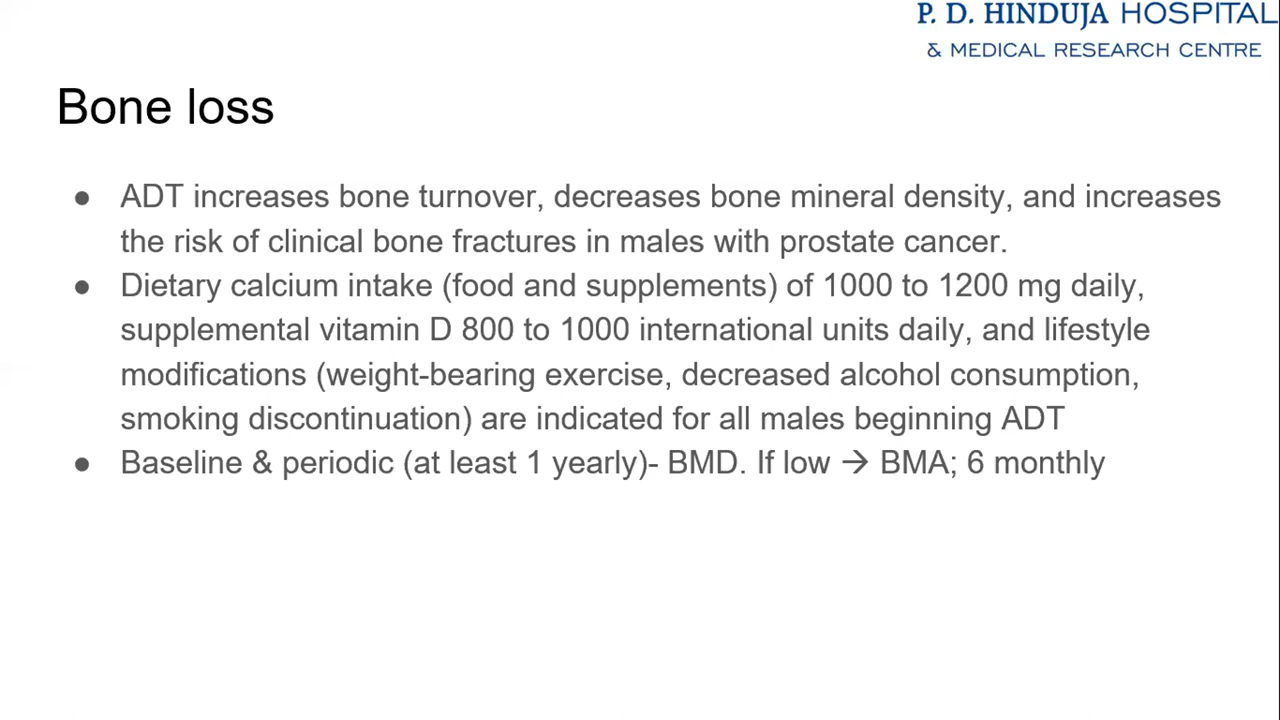 P. D. HINDUJA HOSPITAL
& MEDICAL RESEARCH CENTRE
Bone loss
● ADT increases bone turnover, decreases bone mineral density, and increases
the risk of clinical bone fractures in males with prostate cancer.
● Dietary calcium intake (food and supplements) of 1000 to 1200 mg daily,
supplemental vitamin D 800 to 1000 international units daily, and lifestyle
modifications (weight-bearing exercise, decreased alcohol consumption,
smoking discontinuation) are indicated for all males beginning ADT
● Baseline & periodic (at least 1 yearly)- BMD. If low → BMA; 6 monthly